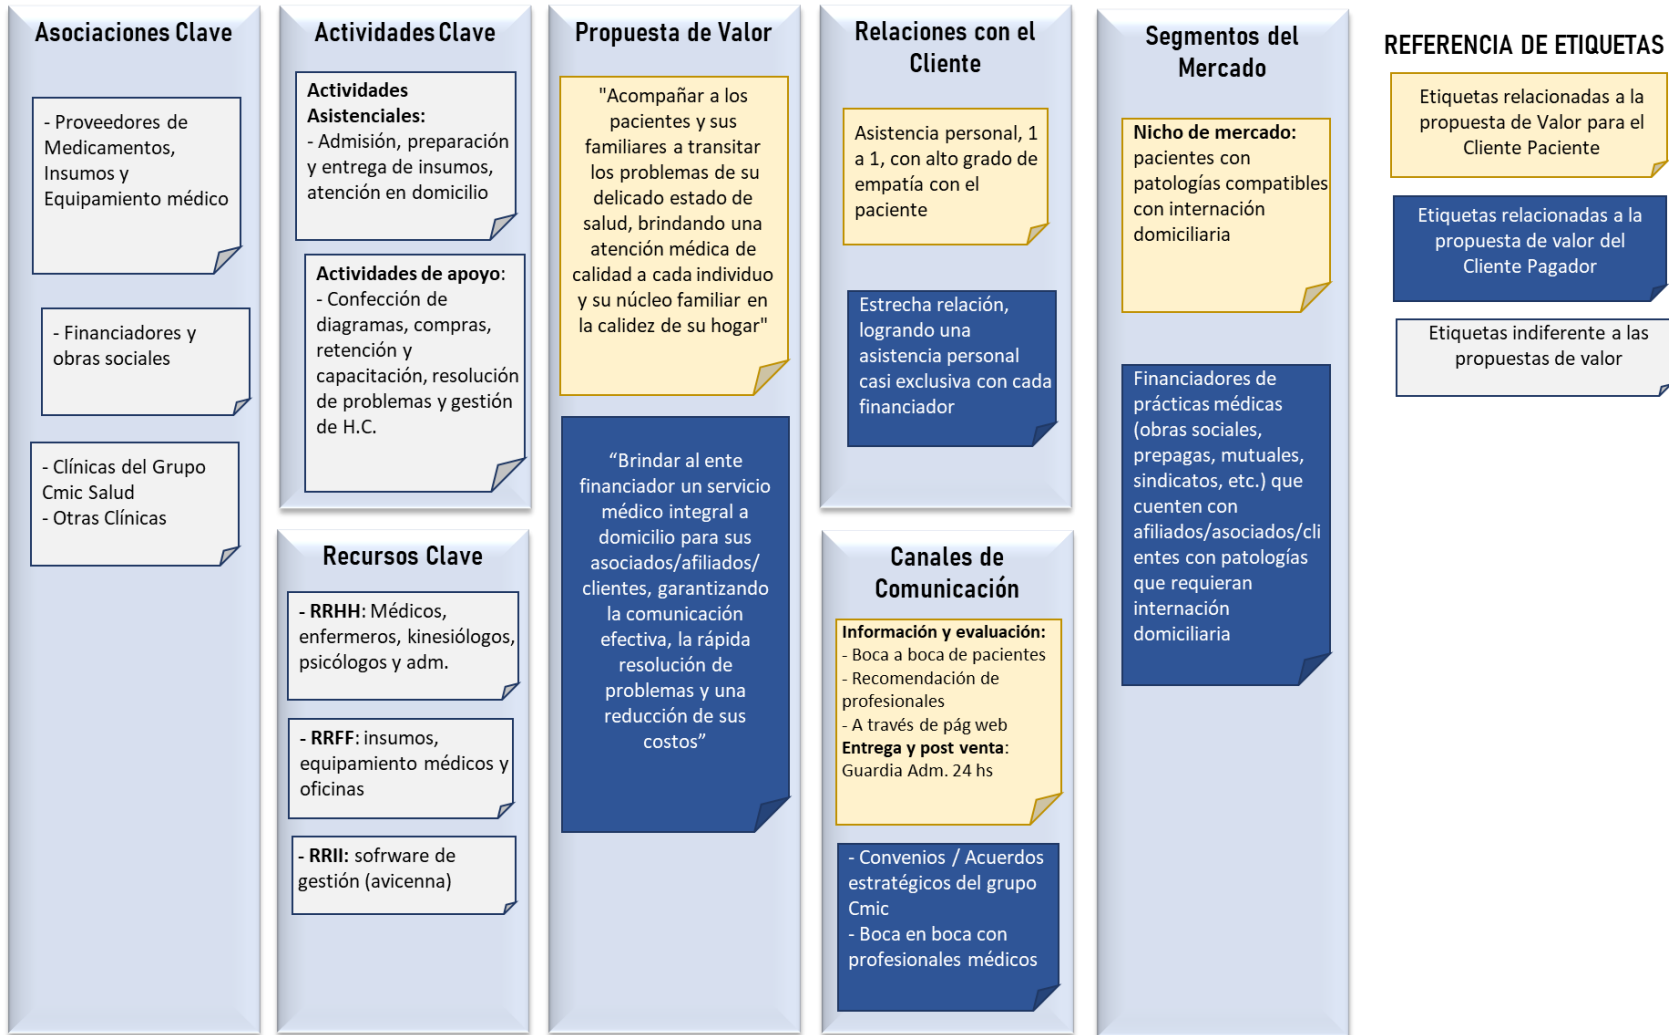 Asociaciones Clave
- Proveedores de
Medicamentos,
Insumos y
Equipamiento médico
- Financiadores y
obras sociales
- Clínicas del Grupo
Cmic Salud
- Otras Clínicas
Actividades Clave
Actividades
Asistenciales:
- Admisión, preparación
y entrega de insumos,
atención en domicilio
Actividades de apoyo:
- Confección de
diagramas, compras,
retención y
capacitación, resolución
de problemas y gestión
de H.C.
Recursos Clave
- RRHH: Médicos,
enfermeros, kinesiólogos,
psicólogos y adm.
- RRFF: insumos,
equipamiento médicos y
oficinas
- RRII: sofrware de
gestión (avicenna)
Propuesta de Valor
"Acompañar a los
pacientes y sus
familiares a transitar
los problemas de su
delicado estado de
salud, brindando una
atención médica de
calidad a cada individuo
y su núcleo familiar en
la calidez de su hogar"
“Brindar al ente
financiador un servicio
médico integral a
domicilio para sus
asociados/afiliados/
clientes, garantizando
la comunicación
efectiva, la rápida
resolución de
problemas y una
reducción de sus
costos”
Relaciones con el
Cliente
Asistencia personal, 1
a 1, con alto grado de
empatía con el
paciente
Estrecha relación,
logrando una
asistencia personal
casi exclusiva con cada
financiador
Canales de
Comunicación
Información y evaluación:
- Boca a boca de pacientes
- Recomendación de
profesionales
- A través de pág web
Entrega y post venta:
Guardia Adm. 24 hs
- Convenios / Acuerdos
estratégicos del grupo
Cmic
- Boca en boca con
profesionales médicos
Segmentos del
Mercado
Nicho de mercado:
pacientes con
patologías compatibles
con internación
domiciliaria
Financiadores de
prácticas médicas
(obras sociales,
prepagas, mutuales,
sindicatos, etc.) que
cuenten con
afiliados/asociados/cli
entes con patologías
que requieran
internación
domiciliaria
REFERENCIA DE ETIQUETAS
Etiquetas relacionadas a la
propuesta de Valor para el
Cliente Paciente
Etiquetas relacionadas a la
propuesta de valor del
Cliente Pagador
Etiquetas indiferente a las
propuestas de valor